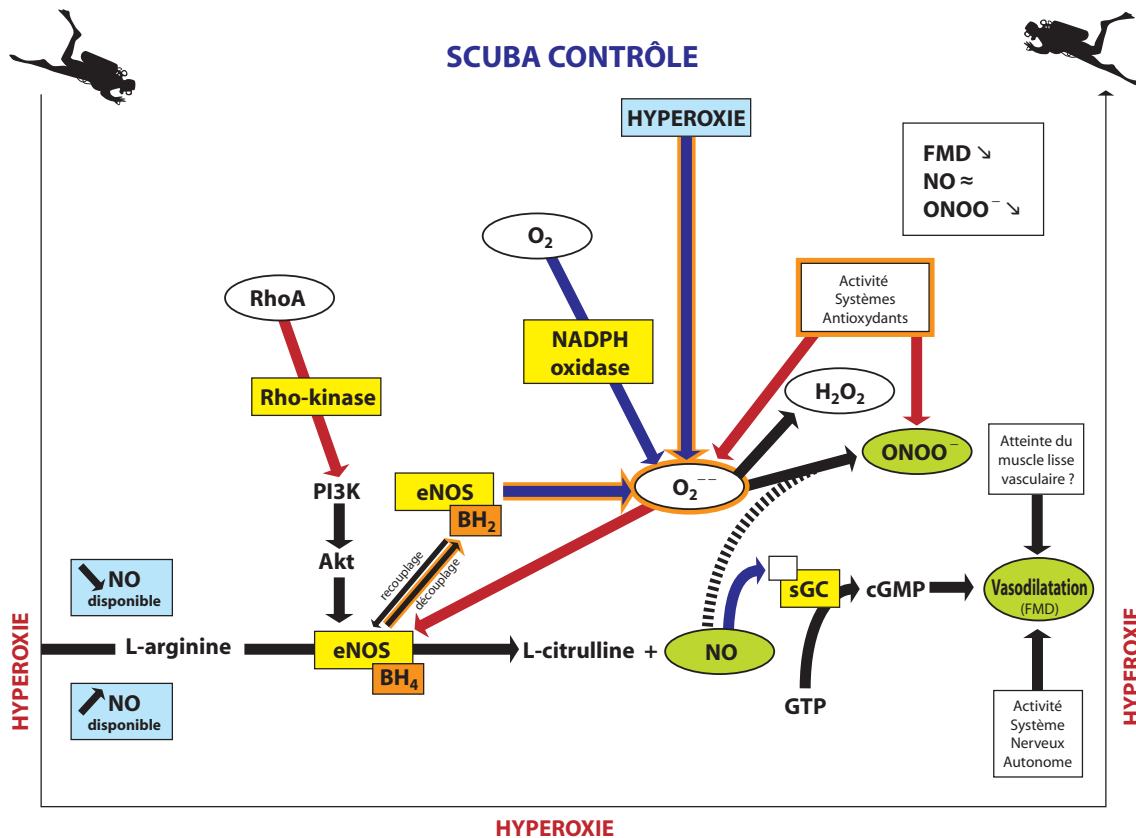 SCUBA CONTRÔLE
HYPEROXIE
FMD ↘
NO ≈
ONOO⁻ ↘
O₂
Activité
Systèmes
Antioxydants
RhoA
NADPH
oxidase
H₂O₂
Rho-kinase
ONOO⁻
Atteinte du
muscle lisse
vasculaire ?
PI3K
eNOS
BH₂
O₂⁻⁻
Akt
recouplage
découplage
NO
disponible
sGC
cGMP
Vasodilatation
(FMD)
L-arginine
eNOS
BH₄
L-citrulline +
NO
GTP
NO
disponible
Activité
Système
Nerveux
Autonome
HYPEROXIE
HYPEROXIE
HYPEROXIE